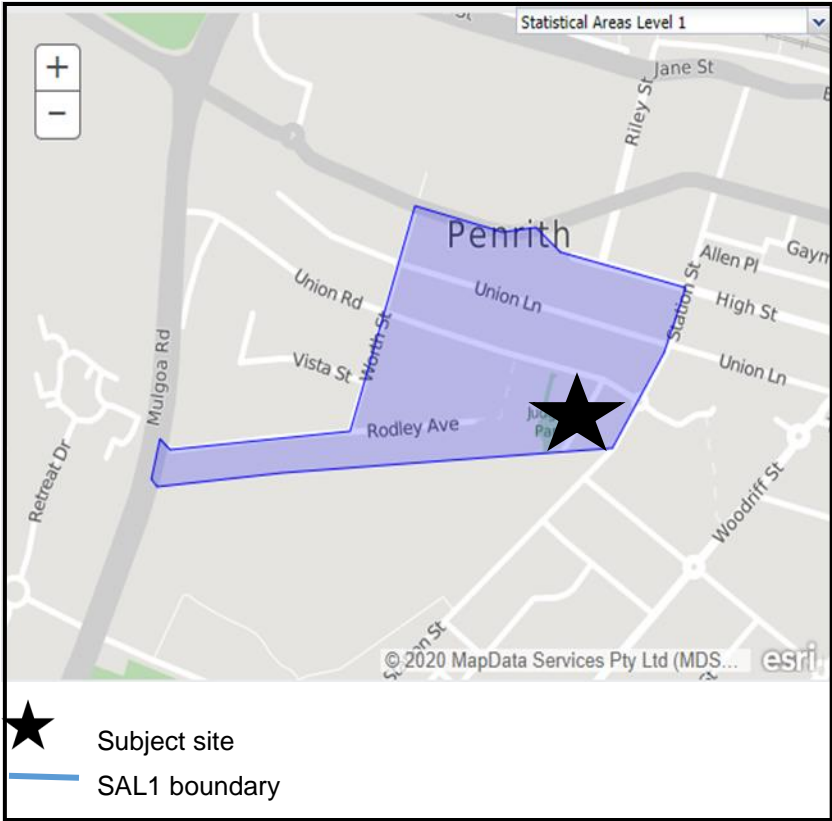 Statistical Areas Level 1
+
−
Jane St
Riley St
Penrith
Allen Pl
Gaym
Station St
High St
Union Ln
Union Rd
Worth St
Union Ln
Mulgoa Rd
Vista St
Rodley Ave
Retreat Dr
Woodriff St
© 2020 MapData Services Pty Ltd (MDS...
esri
Subject site
SAL1 boundary